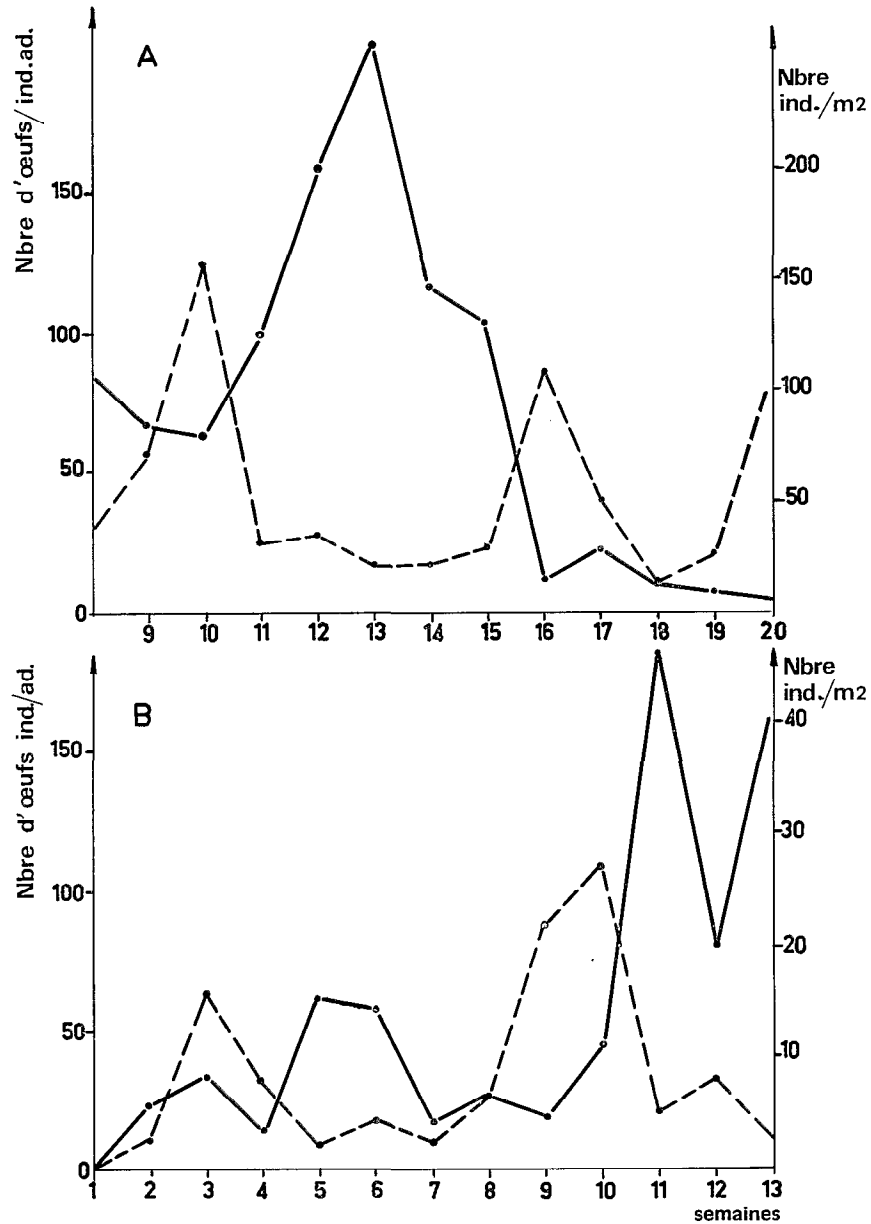 A
Nbre d'œufs/ind.ad.
Nbre
ind./m2
150
100
50
0
200
150
100
50
9 10 11 12 13 14 15 16 17 18 19 20
B
Nbre d'œufs ind/ad.
Nbre
ind./m2
150
100
50
0
40
30
20
10
1 2 3 4 5 6 7 8 9 10 11 12 13
semaines